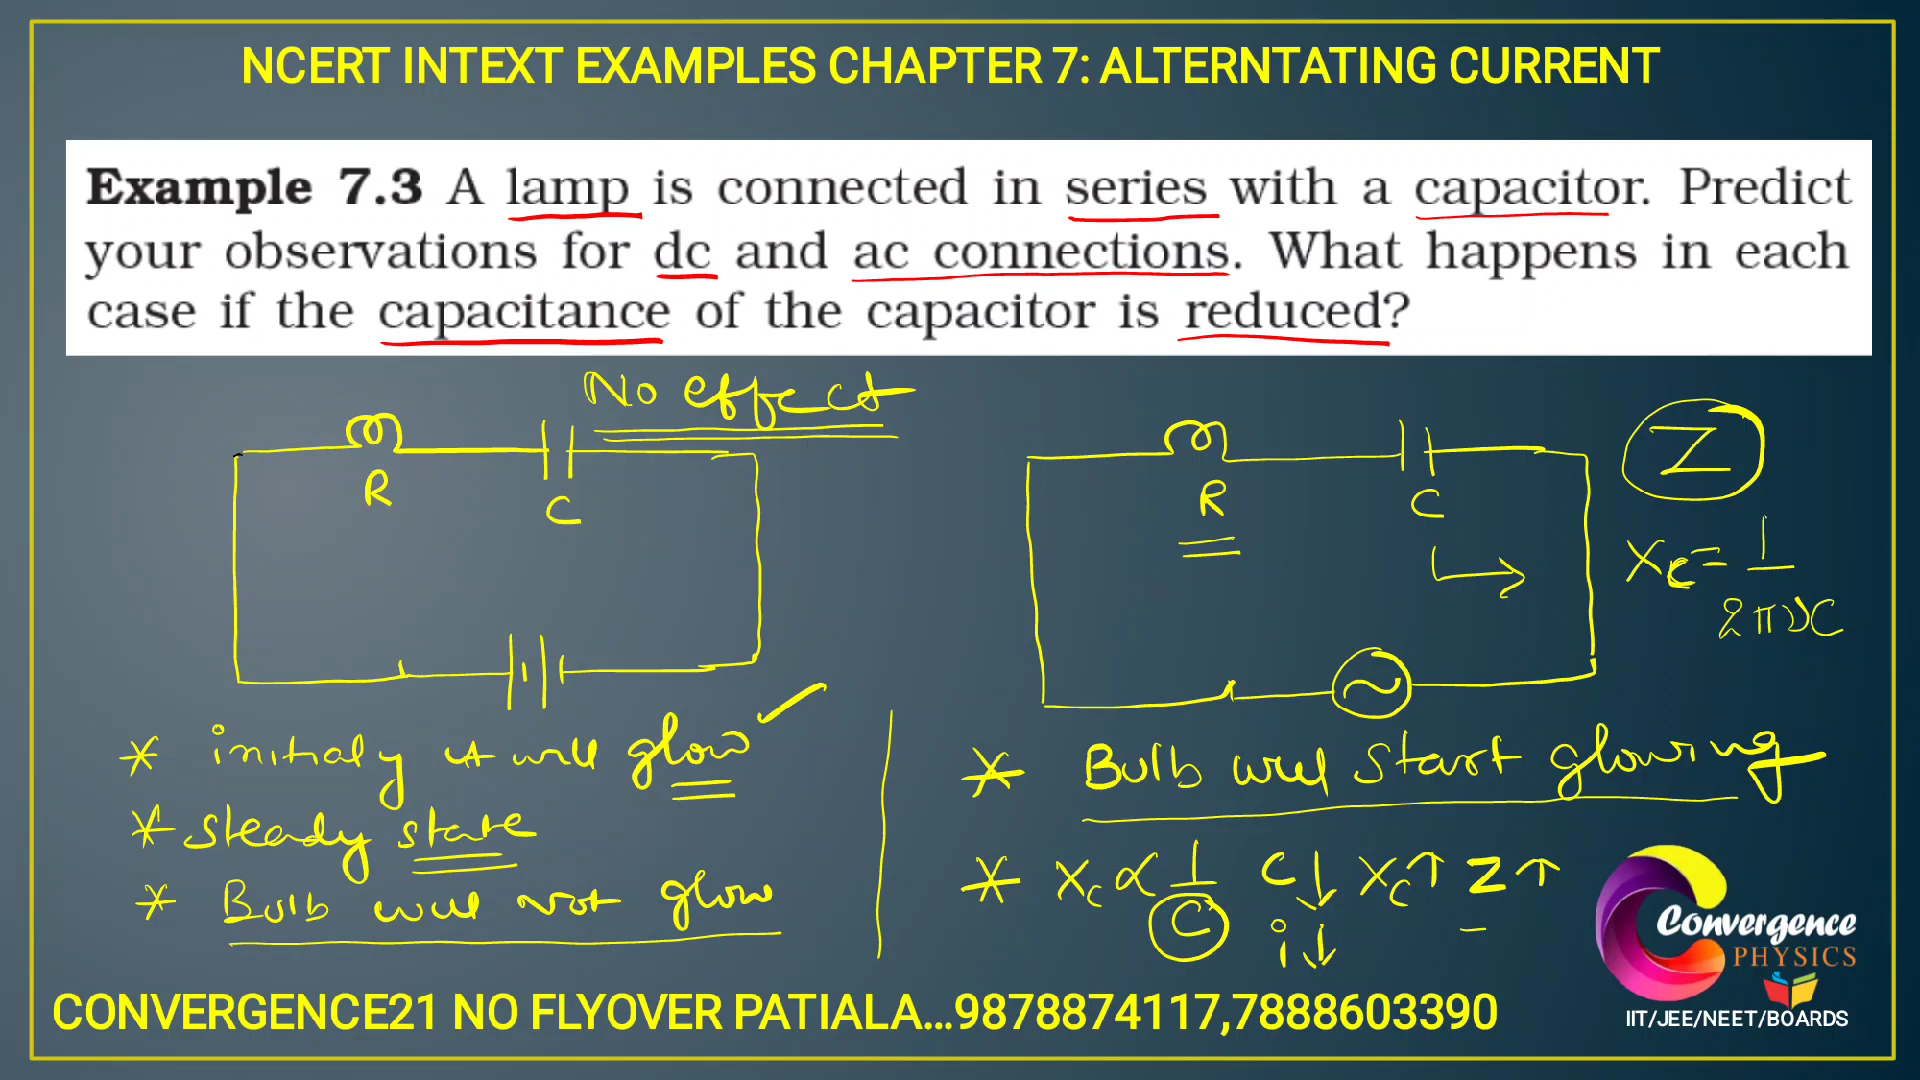 NCERT INTEXT EXAMPLES CHAPTER 7: ALTERNTATING CURRENT
Example 7.3 A lamp is connected in series with a capacitor. Predict
your observations for dc and ac connections. What happens in each
case if the capacitance of the capacitor is reduced?
No effect
R
C
R
C
Z
Xc = 1
2πνC
* initialy it will glow ✓
* steady state
* Bulb will not glow
* Bulb will start glowing
* Xc ∝ 1/C C↓ Xc↑ Z↑
i↓
Convergence
PHYSICS
IIT/JEE/NEET/BOARDS
CONVERGENCE21 NO FLYOVER PATIALA...9878874117,7888603390